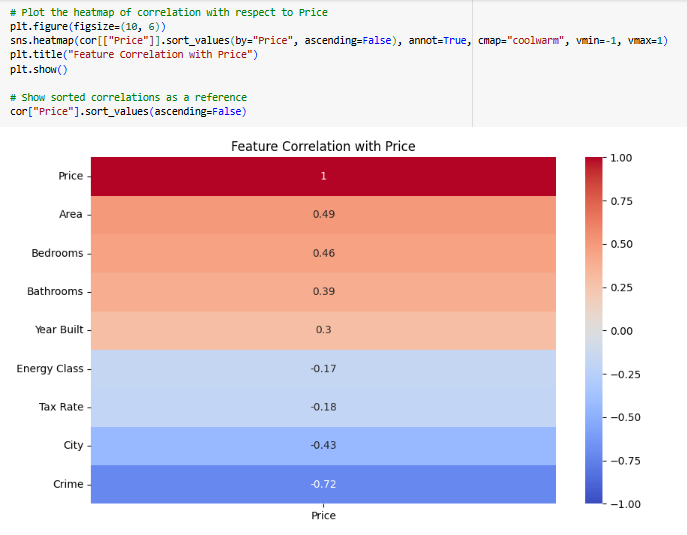 # Plot the heatmap of correlation with respect to Price
plt.figure(figsize=(10, 6))
sns.heatmap(cor[["Price"]].sort_values(by="Price", ascending=False), annot=True, cmap="coolwarm", vmin=-1, vmax=1)
plt.title("Feature Correlation with Price")
plt.show()
# Show sorted correlations as a reference
cor["Price"].sort_values(ascending=False)
Feature Correlation with Price
Price 1
Area 0.49
Bedrooms 0.46
Bathrooms 0.39
Year Built 0.3
Energy Class -0.17
Tax Rate -0.18
City -0.43
Crime -0.72
Price
1.00
0.75
0.50
0.25
0.00
−0.25
−0.50
−0.75
−1.00